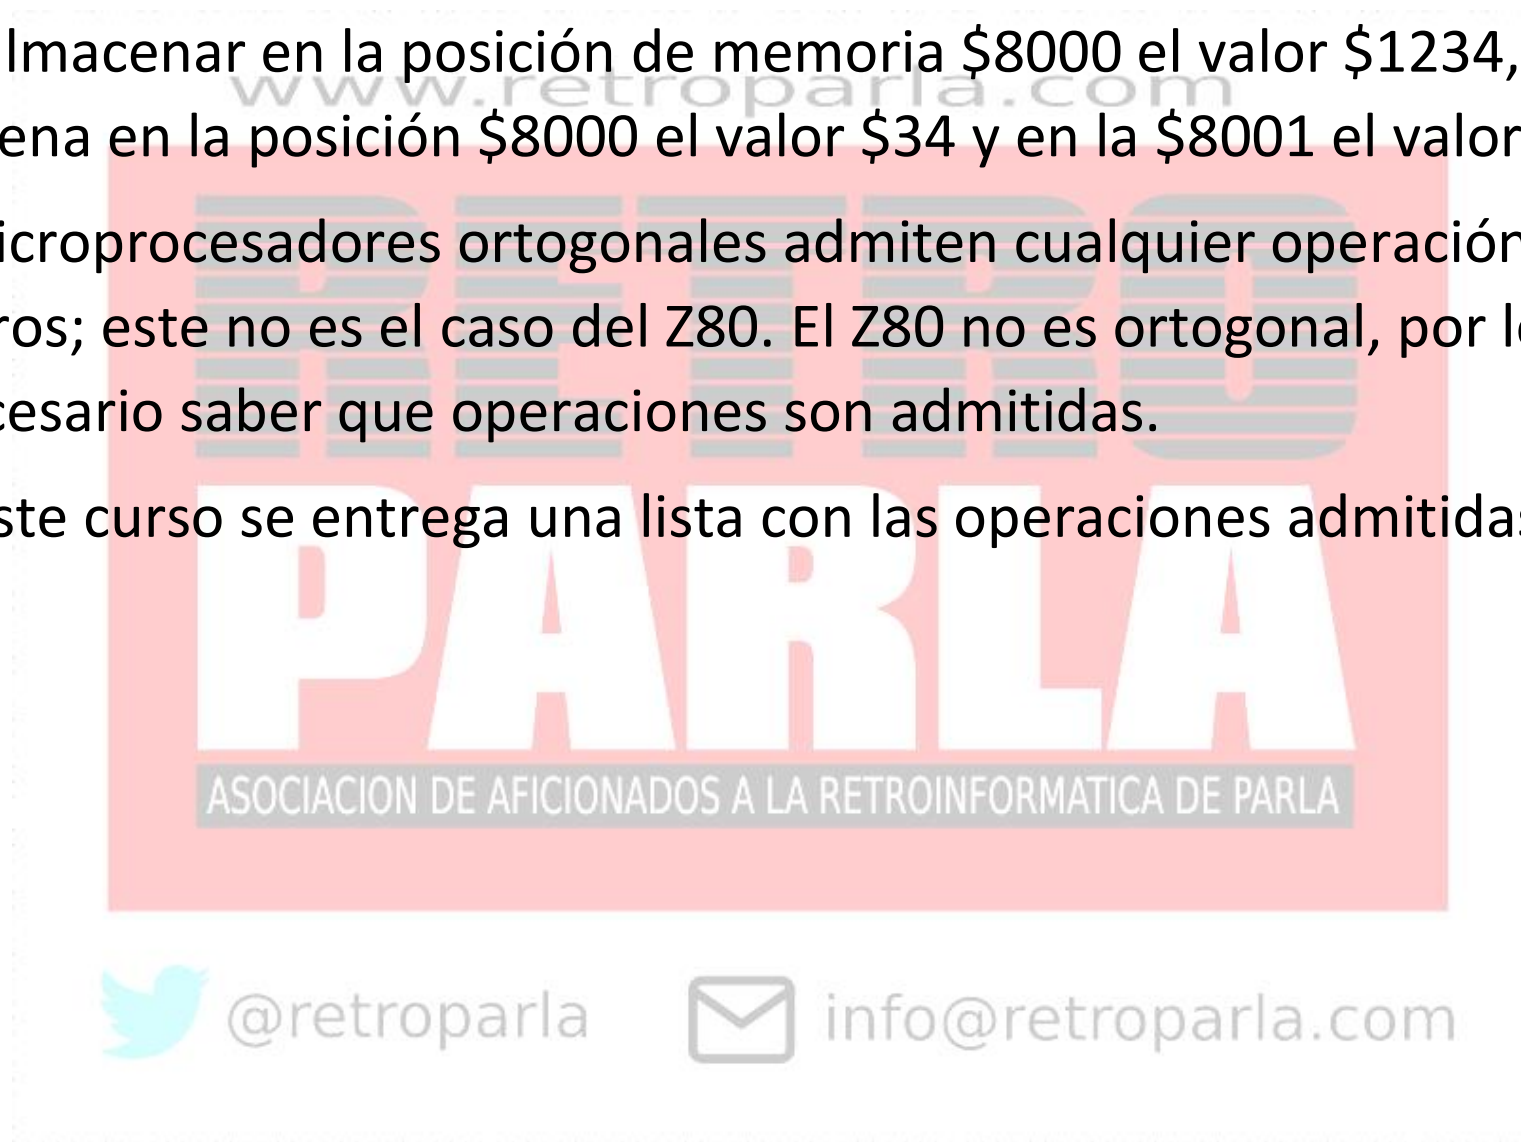 lmacenar en la posición de memoria $8000 el valor $1234,
www.retroparla.com
ena en la posición $8000 el valor $34 y en la $8001 el valor
icroprocesadores ortogonales admiten cualquier operación
RETRO
ros; este no es el caso del Z80. El Z80 no es ortogonal, por l
cesario saber que operaciones son admitidas.
ste curso se entrega una lista con las operaciones admitidas
PARLA
ASOCIACION DE AFICIONADOS A LA RETROINFORMATICA DE PARLA
@retroparla info@retroparla.com